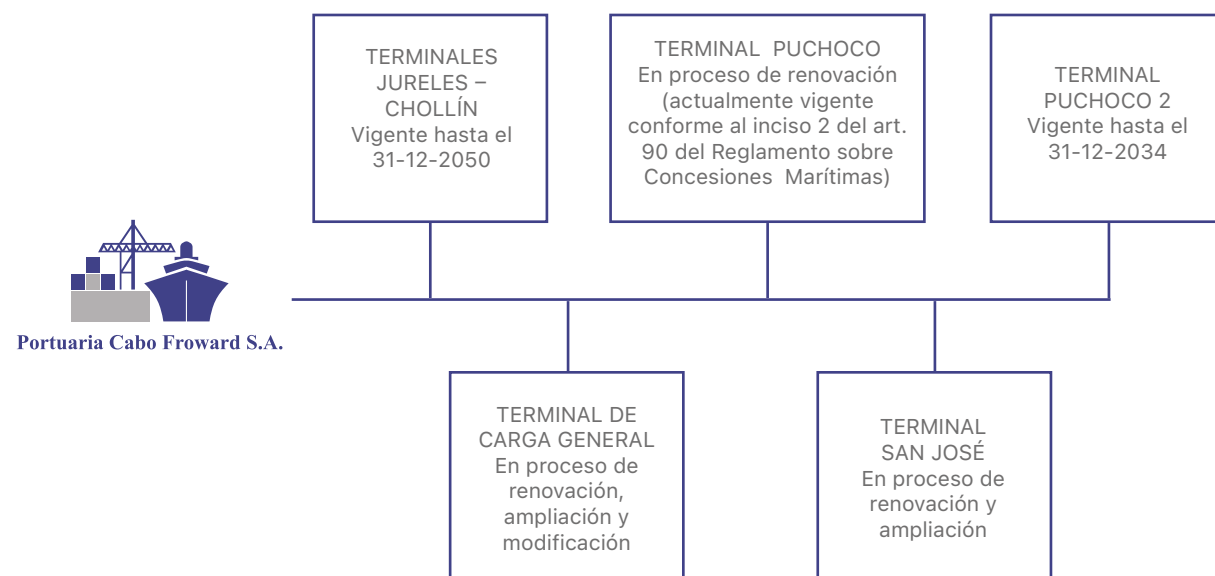 TERMINALES
JURELES –
CHOLLÍN
Vigente hasta el
31-12-2050
TERMINAL PUCHOCO
En proceso de renovación
(actualmente vigente
conforme al inciso 2 del art.
90 del Reglamento sobre
Concesiones Marítimas)
TERMINAL
PUCHOCO 2
Vigente hasta el
31-12-2034
Portuaria Cabo Froward S.A.
TERMINAL DE
CARGA GENERAL
En proceso de
renovación,
ampliación y
modificación
TERMINAL
SAN JOSÉ
En proceso de
renovación y
ampliación